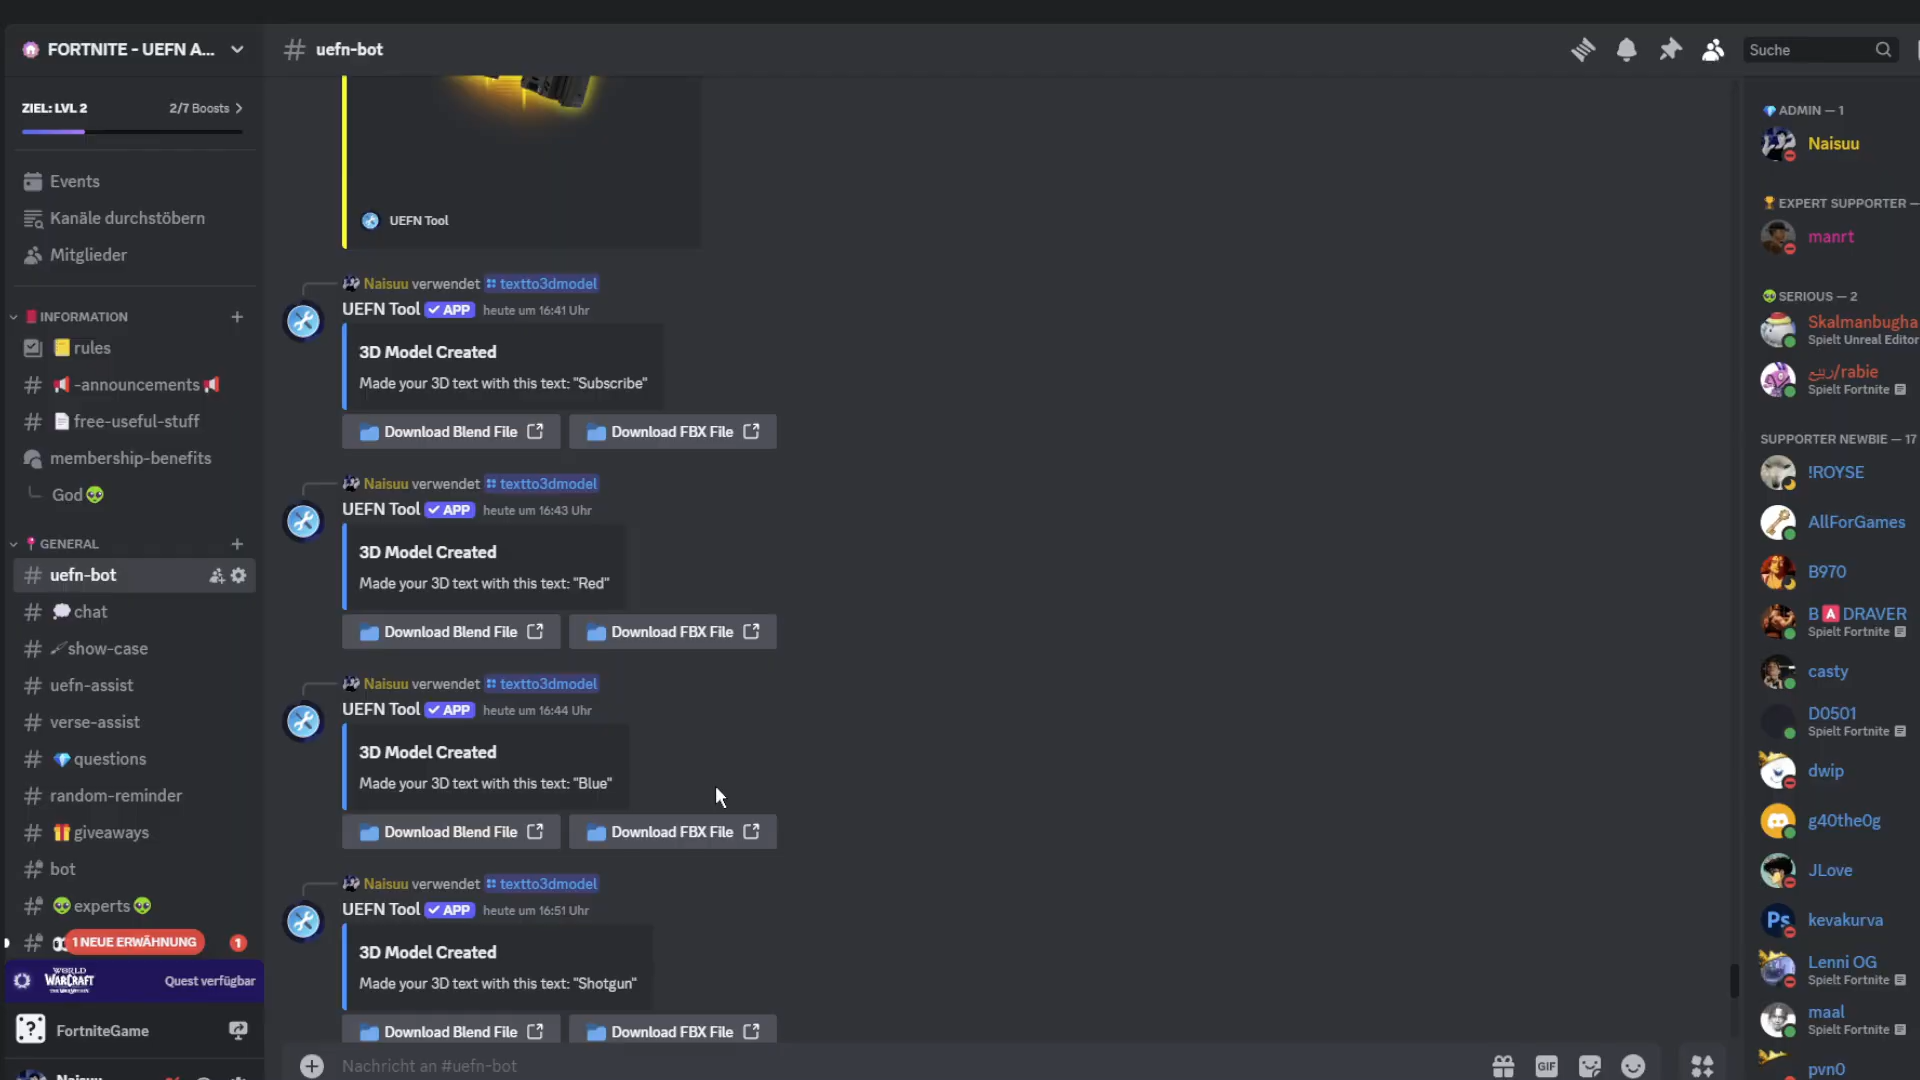 FORTNITE - UEFN A...
ZIEL: LVL 2
2/7 Boosts
Events
Kanäle durchstöbern
Mitglieder
INFORMATION
rules
-announcements
free-useful-stuff
membership-benefits
God
GENERAL
uefn-bot
chat
show-case
uefn-assist
verse-assist
questions
random-reminder
giveaways
bot
experts
1 NEUE ERWÄHNUNG
1
WORLD WARCRAFT
Quest verfügbar
FortniteGame
Naisuu
uefn-bot
Suche
UEFN Tool
Naisuu verwendet textto3dmodel
UEFN Tool APP heute um 16:41 Uhr
3D Model Created
Made your 3D text with this text: "Subscribe"
Download Blend File
Download FBX File
Naisuu verwendet textto3dmodel
UEFN Tool APP heute um 16:43 Uhr
3D Model Created
Made your 3D text with this text: "Red"
Download Blend File
Download FBX File
Naisuu verwendet textto3dmodel
UEFN Tool APP heute um 16:44 Uhr
3D Model Created
Made your 3D text with this text: "Blue"
Download Blend File
Download FBX File
Naisuu verwendet textto3dmodel
UEFN Tool APP heute um 16:51 Uhr
3D Model Created
Made your 3D text with this text: "Shotgun"
Download Blend File
Download FBX File
Nachricht an #uefn-bot
GIF
ADMIN — 1
Naisuu
EXPERT SUPPORTER —
manrt
SERIOUS — 2
Skalmanbugha
Spielt Unreal Editor
ربيع/rabie
Spielt Fortnite
SUPPORTER NEWBIE — 17
!ROYSE
AllForGames
B970
B A DRAVER
Spielt Fortnite
casty
D0501
Spielt Fortnite
dwip
g40the0g
JLove
Ps
kevakurva
Lenni OG
Spielt Fortnite
maal
Spielt Fortnite
pvn0